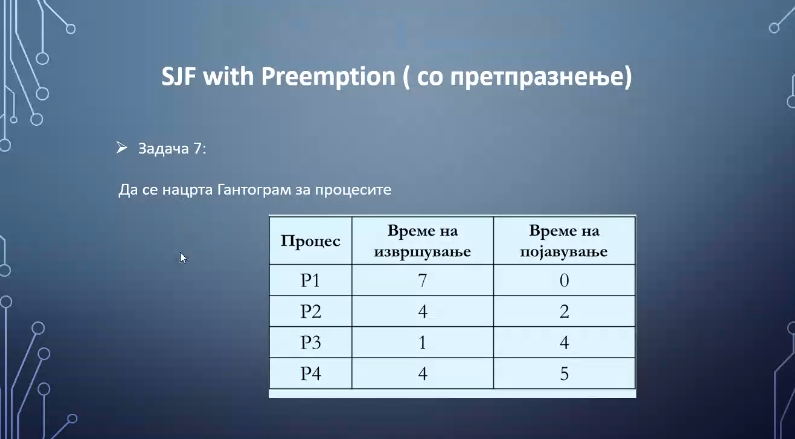 SJF with Preemption ( со претпразнење)
Задача 7:
Да се нацрта Гантограм за процесите
Процес Време на извршување Време на појавување
P1 7 0
P2 4 2
P3 1 4
P4 4 5